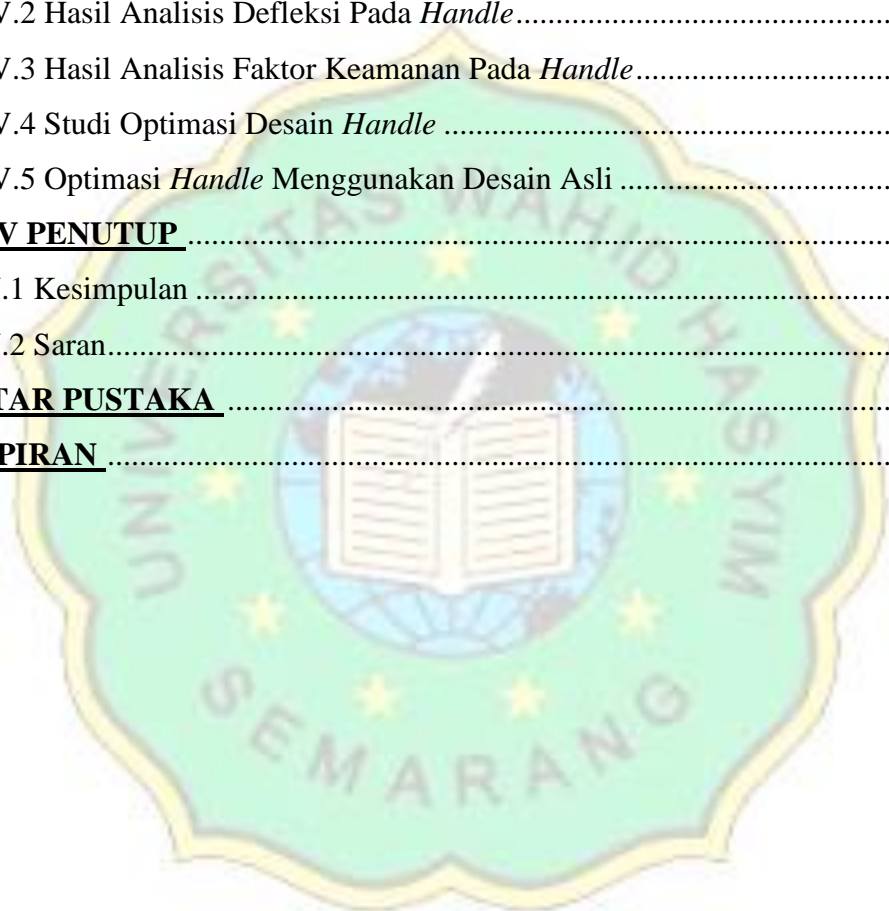 V.2 Hasil Analisis Defleksi Pada Handle
V.3 Hasil Analisis Faktor Keamanan Pada Handle
V.4 Studi Optimasi Desain Handle
V.5 Optimasi Handle Menggunakan Desain Asli
V PENUTUP
.1 Kesimpulan
.2 Saran
TAR PUSTAKA
PIRAN
UNIVERSITAS WAHID HASYIM
SEMARANG